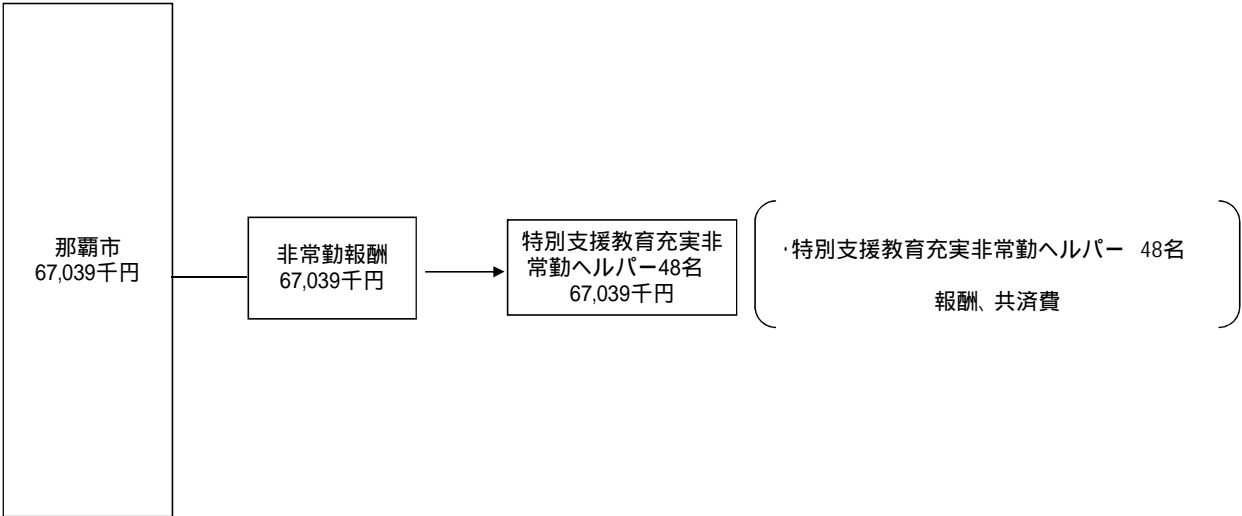 那覇市
67,039千円
非常勤報酬
67,039千円
特別支援教育充実非
常勤ヘルパー48名
67,039千円
・特別支援教育充実非常勤ヘルパー 48名
報酬、共済費